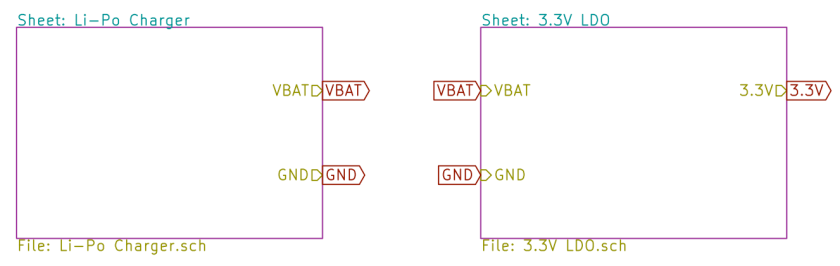 Sheet: Li-Po Charger
VBAT VBAT
GND GND
File: Li-Po Charger.sch
Sheet: 3.3V LDO
VBAT VBAT 3.3V 3.3V
GND GND
File: 3.3V LDO.sch